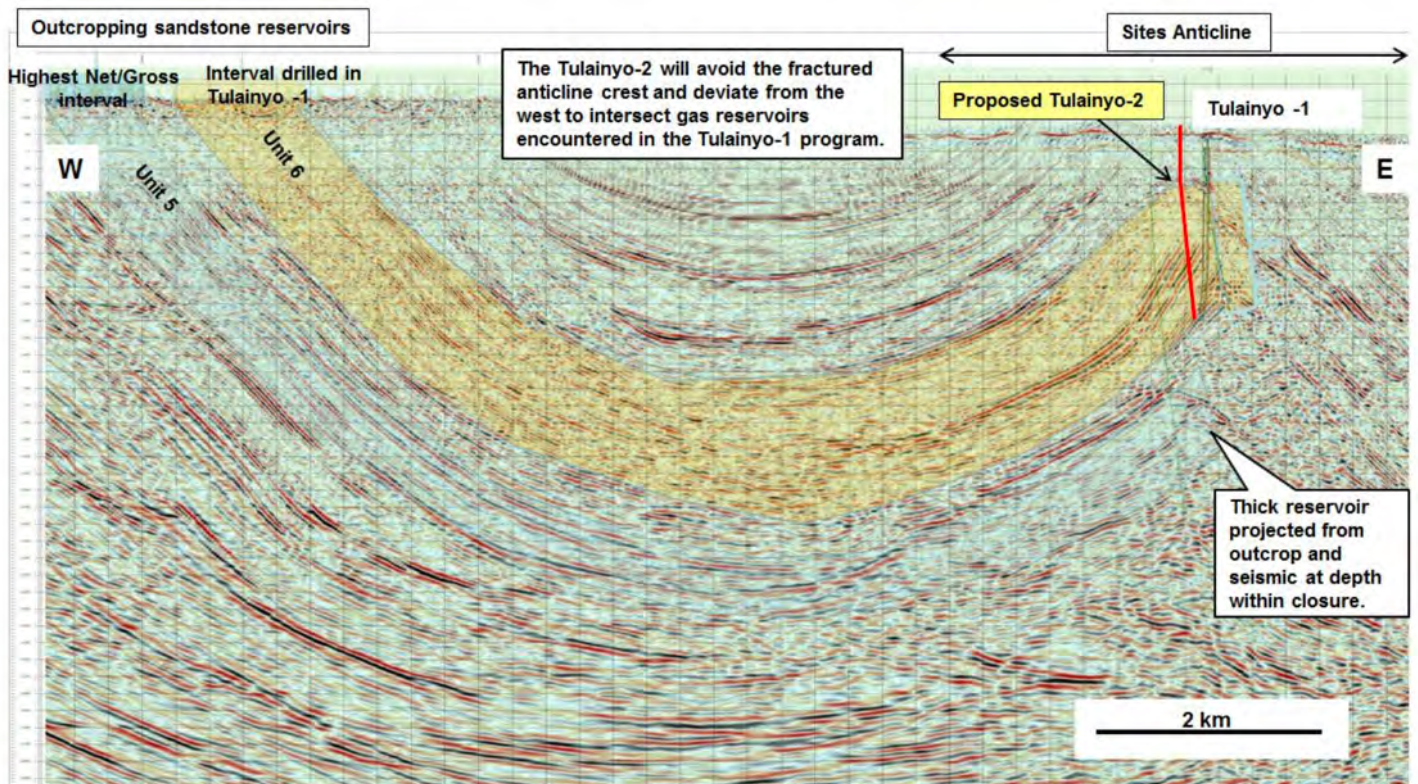 Outcropping sandstone reservoirs
Sites Anticline
Highest Net/Gross
interval
Interval drilled in
Tulainyo -1
The Tulainyo-2 will avoid the fractured
anticline crest and deviate from the
west to intersect gas reservoirs
encountered in the Tulainyo-1 program.
Proposed Tulainyo-2
Tulainyo -1
W
E
Unit 5
Unit 6
Thick reservoir
projected from
outcrop and
seismic at depth
within closure.
2 km